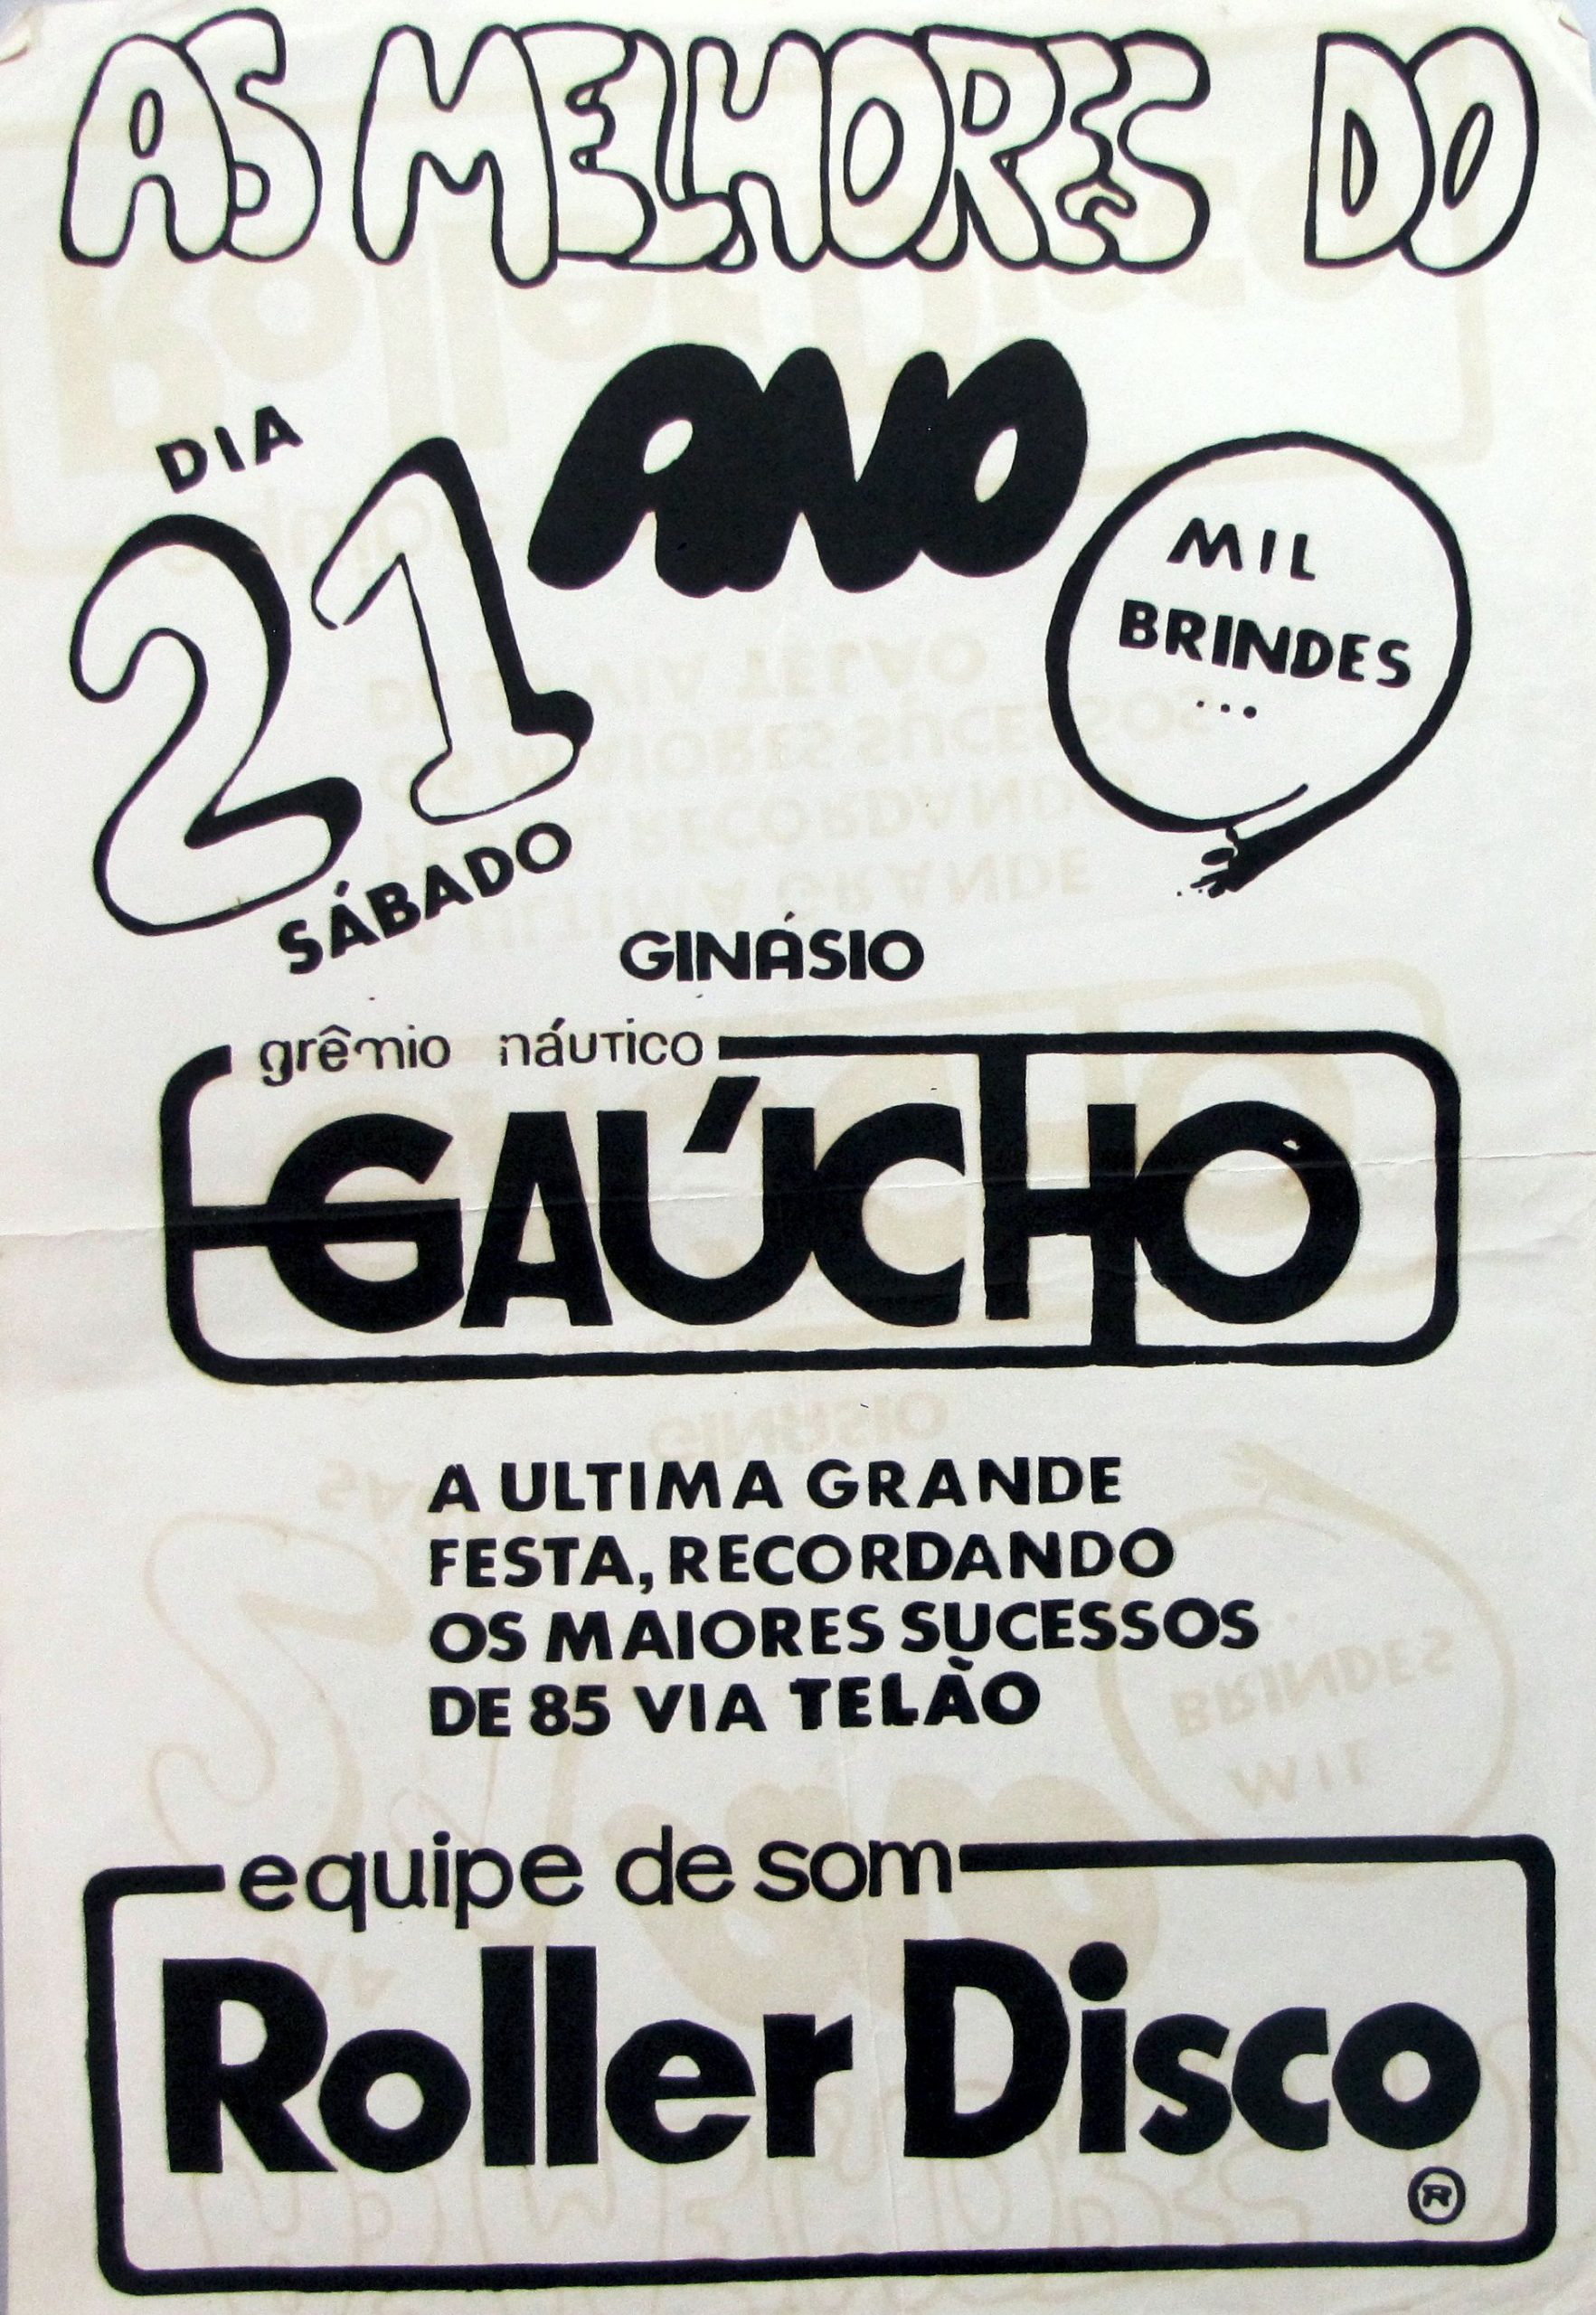 AS MELHORES DO
ANO
DIA
21
SÁBADO
MIL
BRINDES
...
GINÁSIO
grêmio náutico
GAÚCHO
A ULTIMA GRANDE
FESTA, RECORDANDO
OS MAIORES SUCESSOS
DE 85 VIA TELÃO
equipe de som
Roller Disco
®